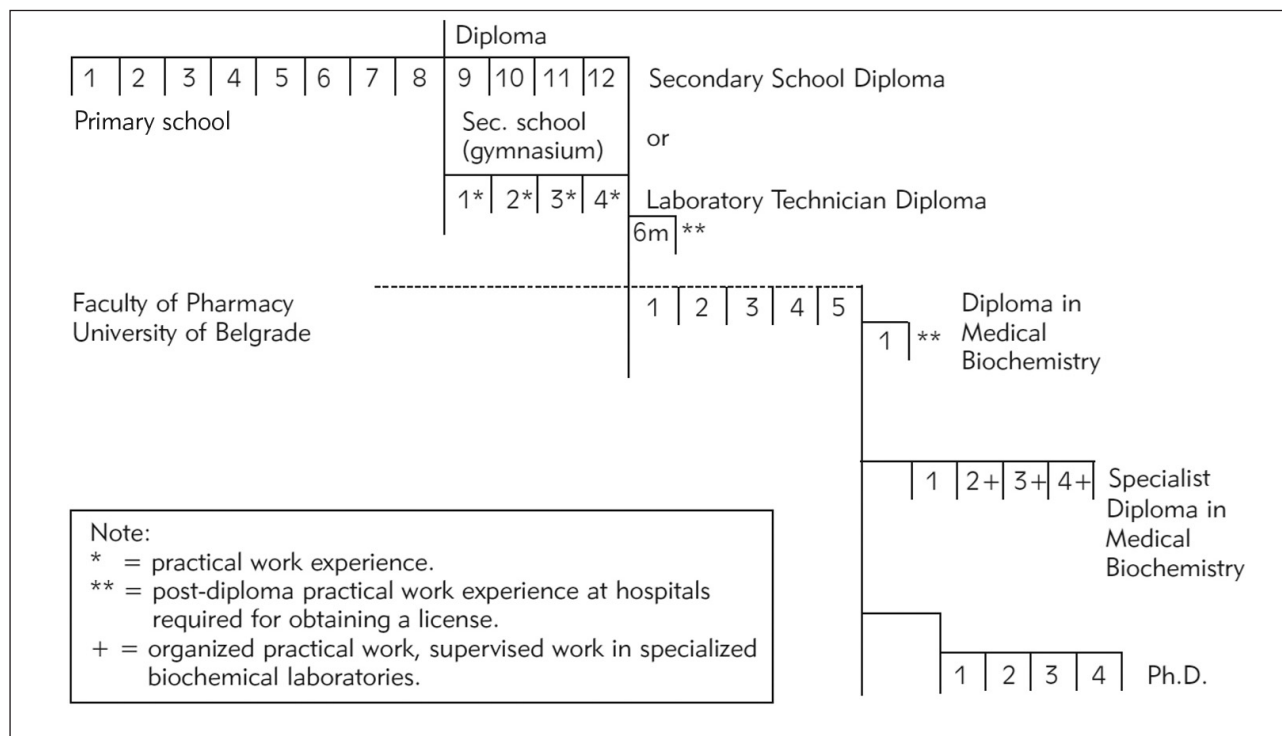 Diploma
1 2 3 4 5 6 7 8 9 10 11 12 Secondary School Diploma
Primary school
Sec. school
(gymnasium)
or
1* 2* 3* 4* Laboratory Technician Diploma
6m **
Faculty of Pharmacy
University of Belgrade
1 2 3 4 5
Diploma in
Medical
Biochemistry
1 **
1 2+ 3+ 4+ Specialist
Diploma in
Medical
Biochemistry
Note:
* = practical work experience.
** = post-diploma practical work experience at hospitals
required for obtaining a license.
+ = organized practical work, supervised work in specialized
biochemical laboratories.
1 2 3 4 Ph.D.